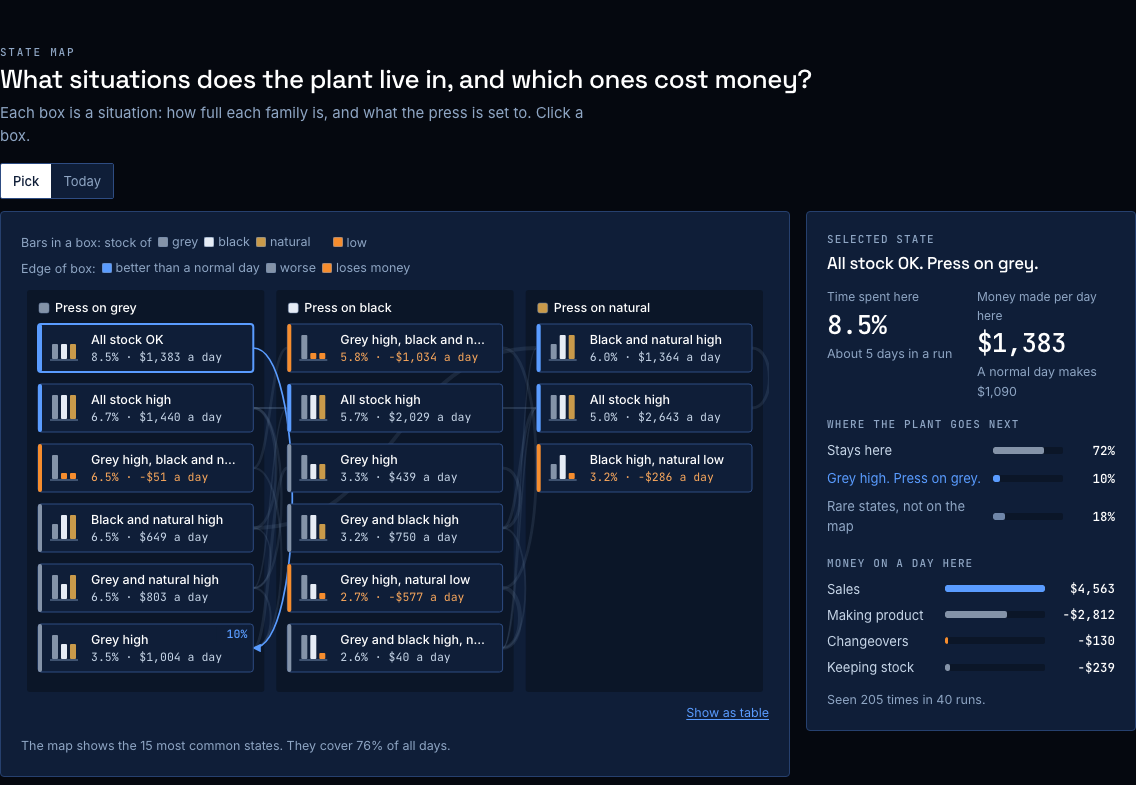 STATE MAP
What situations does the plant live in, and which ones cost money?
Each box is a situation: how full each family is, and what the press is set to. Click a
box.
Pick Today
Bars in a box: stock of grey black natural low
Edge of box: better than a normal day worse loses money
Press on grey
All stock OK
8.5% · $1,383 a day
All stock high
6.7% · $1,440 a day
Grey high, black and n...
6.5% · -$51 a day
Black and natural high
6.5% · $649 a day
Grey and natural high
6.5% · $803 a day
Grey high
10%
3.5% · $1,004 a day
Press on black
Grey high, black and n...
5.8% · -$1,034 a day
All stock high
5.7% · $2,029 a day
Grey high
3.3% · $439 a day
Grey and black high
3.2% · $750 a day
Grey high, natural low
2.7% · -$577 a day
Grey and black high, n...
2.6% · $40 a day
Press on natural
Black and natural high
6.0% · $1,364 a day
All stock high
5.0% · $2,643 a day
Black high, natural low
3.2% · -$286 a day
Show as table
The map shows the 15 most common states. They cover 76% of all days.
SELECTED STATE
All stock OK. Press on grey.
Time spent here
8.5%
About 5 days in a run
Money made per day
here
$1,383
A normal day makes
$1,090
WHERE THE PLANT GOES NEXT
Stays here 72%
Grey high. Press on grey. 10%
Rare states, not on the
map 18%
MONEY ON A DAY HERE
Sales $4,563
Making product -$2,812
Changeovers -$130
Keeping stock -$239
Seen 205 times in 40 runs.